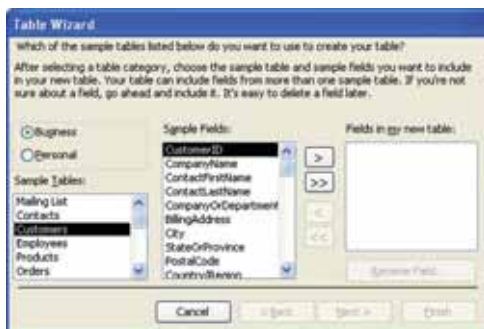 Table Wizard
Which of the sample tables listed below do you want to use to create your table?
After selecting a table category, choose the sample table and sample fields you want to include
in your new table. Your table can include fields from more than one sample table. If you're not
sure about a field, go ahead and include it. It's easy to delete a field later.
Business
Personal
Sample Tables:
Mailing List
Contacts
Customers
Employees
Products
Orders
Sample Fields:
CustomerID
CompanyName
ContactFirstName
ContactLastName
CompanyOrDepartment
BillingAddress
City
StateOrProvince
PostalCode
Country/Region
>
>>
<
<<
Fields in my new table:
Rename Field...
Cancel
< Back
Next >
Finish